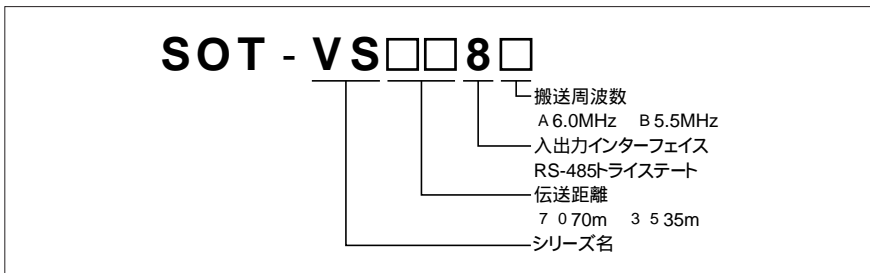 SOT-VS□□8□
搬送周波数
A 6.0MHz B 5.5MHz
入出力インターフェイス
RS-485トライステート
伝送距離
7 0 70m 3 5 35m
シリーズ名